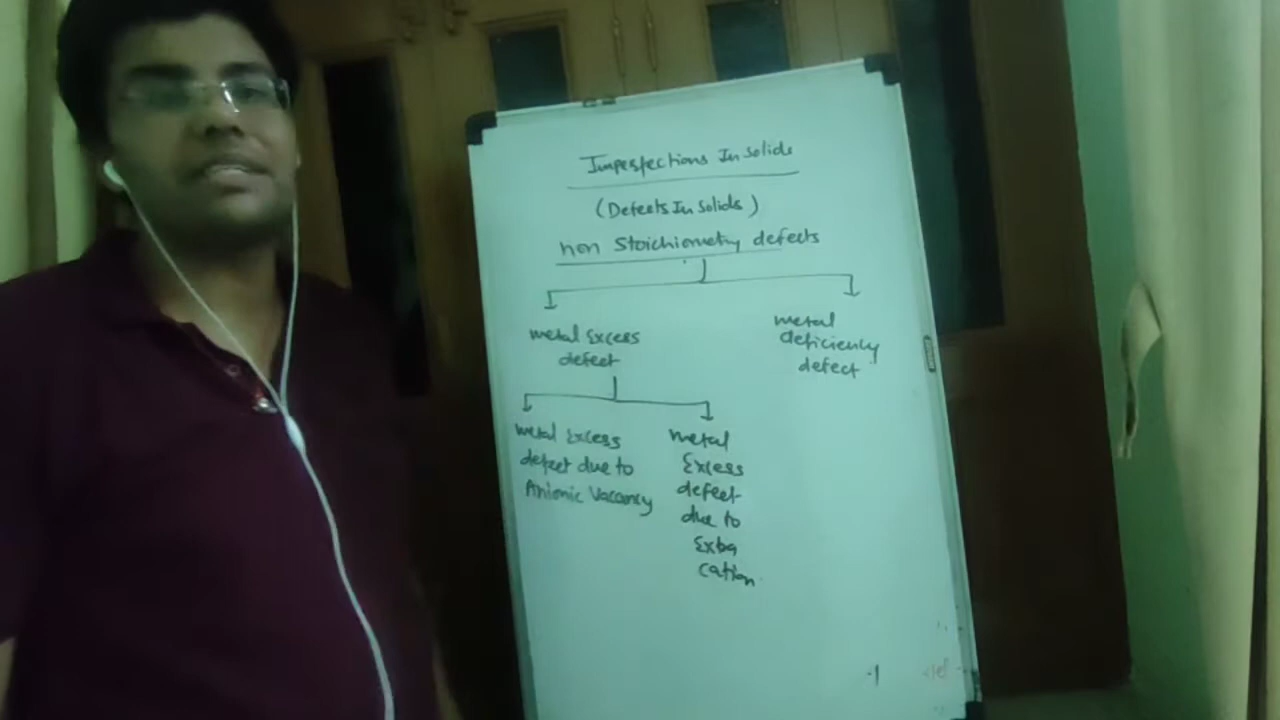 Imperfections In Solids
(Defects In Solids)
non Stoichiometry defects
metal Excess
defect
metal
deficiency
defect
metal Excess
defect due to
Anionic Vacancy
metal
Excess
defect
due to
Extra
cation